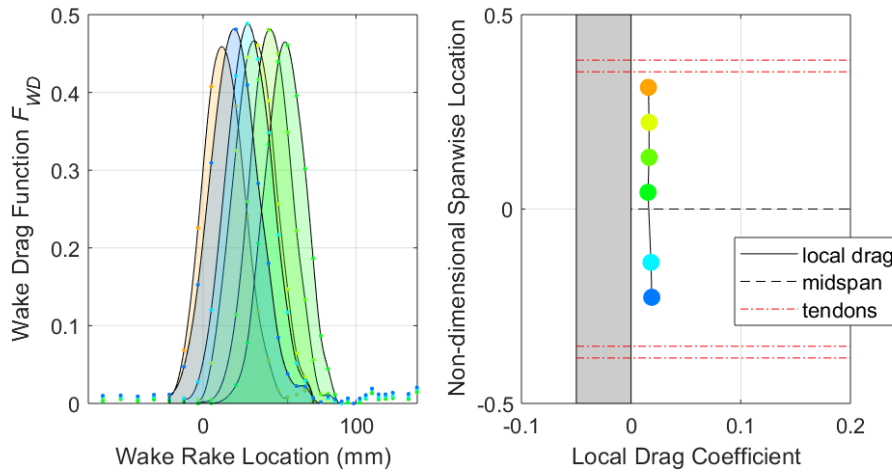 0.5
0.4
0.3
0.2
0.1
0
0
100
Wake Drag Function F_WD
Wake Rake Location (mm)
0.5
0
-0.5
-0.1
0
0.1
0.2
Non-dimensional Spanwise Location
Local Drag Coefficient
local drag
midspan
tendons